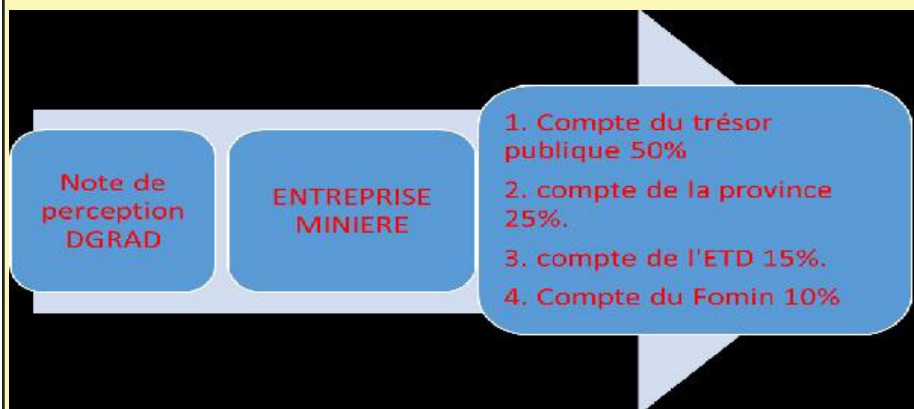 Note de
perception
DGRAD
ENTREPRISE
MINIERE
1. Compte du trésor
publique 50%
2. compte de la province
25%.
3. compte de l'ETD 15%.
4. Compte du Fomin 10%